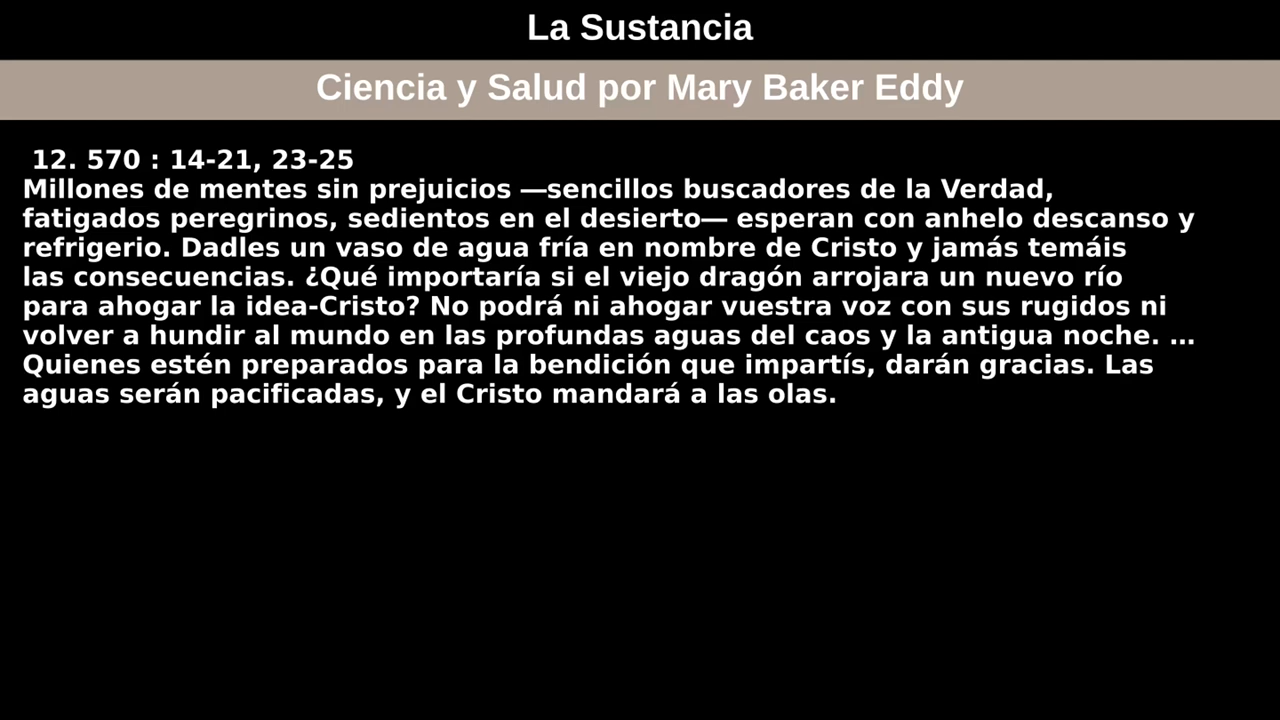 La Sustancia
Ciencia y Salud por Mary Baker Eddy
12. 570 : 14-21, 23-25
Millones de mentes sin prejuicios —sencillos buscadores de la Verdad,
fatigados peregrinos, sedientos en el desierto— esperan con anhelo descanso y
refrigerio. Dadles un vaso de agua fría en nombre de Cristo y jamás temáis
las consecuencias. ¿Qué importaría si el viejo dragón arrojara un nuevo río
para ahogar la idea-Cristo? No podrá ni ahogar vuestra voz con sus rugidos ni
volver a hundir al mundo en las profundas aguas del caos y la antigua noche. ...
Quienes estén preparados para la bendición que impartís, darán gracias. Las
aguas serán pacificadas, y el Cristo mandará a las olas.